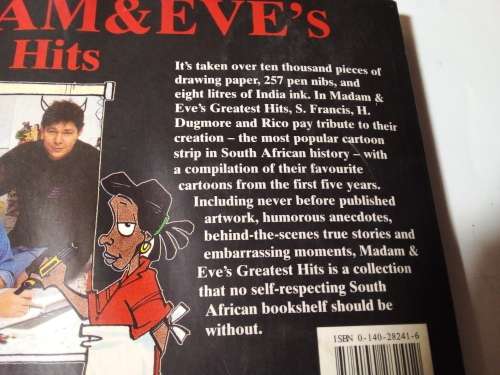 AM&EVE's
Hits
It's taken over ten thousand pieces of
drawing paper, 257 pen nibs, and
eight litres of India ink. In Madam &
Eve's Greatest Hits, S. Francis, H.
Dugmore and Rico pay tribute to their
creation – the most popular cartoon
strip in South African history – with
a compilation of their favourite
cartoons from the first five years.
Including never before published
artwork, humorous anecdotes,
behind-the-scenes true stories and
embarrassing moments, Madam &
Eve's Greatest Hits is a collection
that no self-respecting South
African bookshelf should be
without.
ISBN 0-140-28241-6